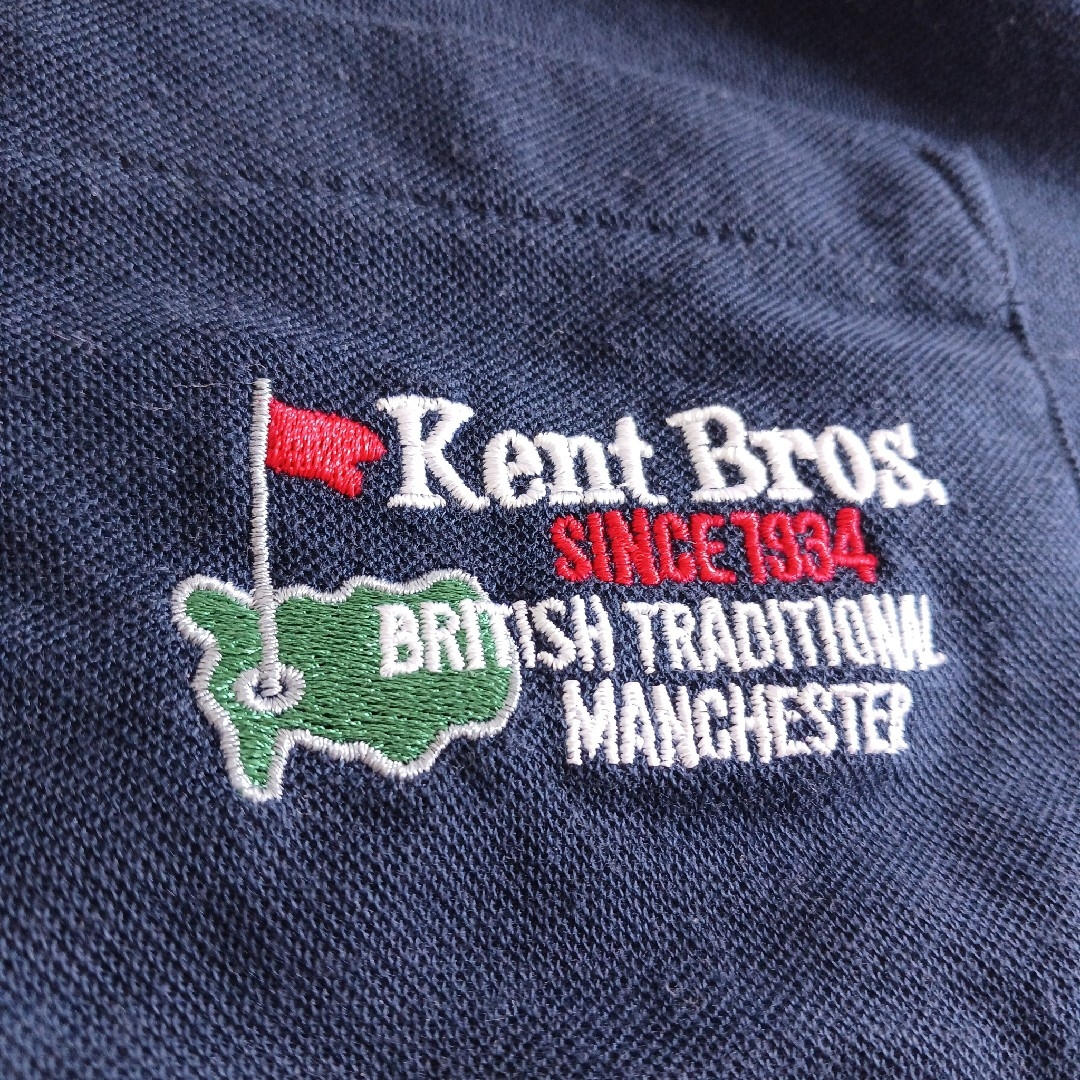 Kent Bros.
SINCE 1934
BRITISH TRADITIONAL
MANCHESTER